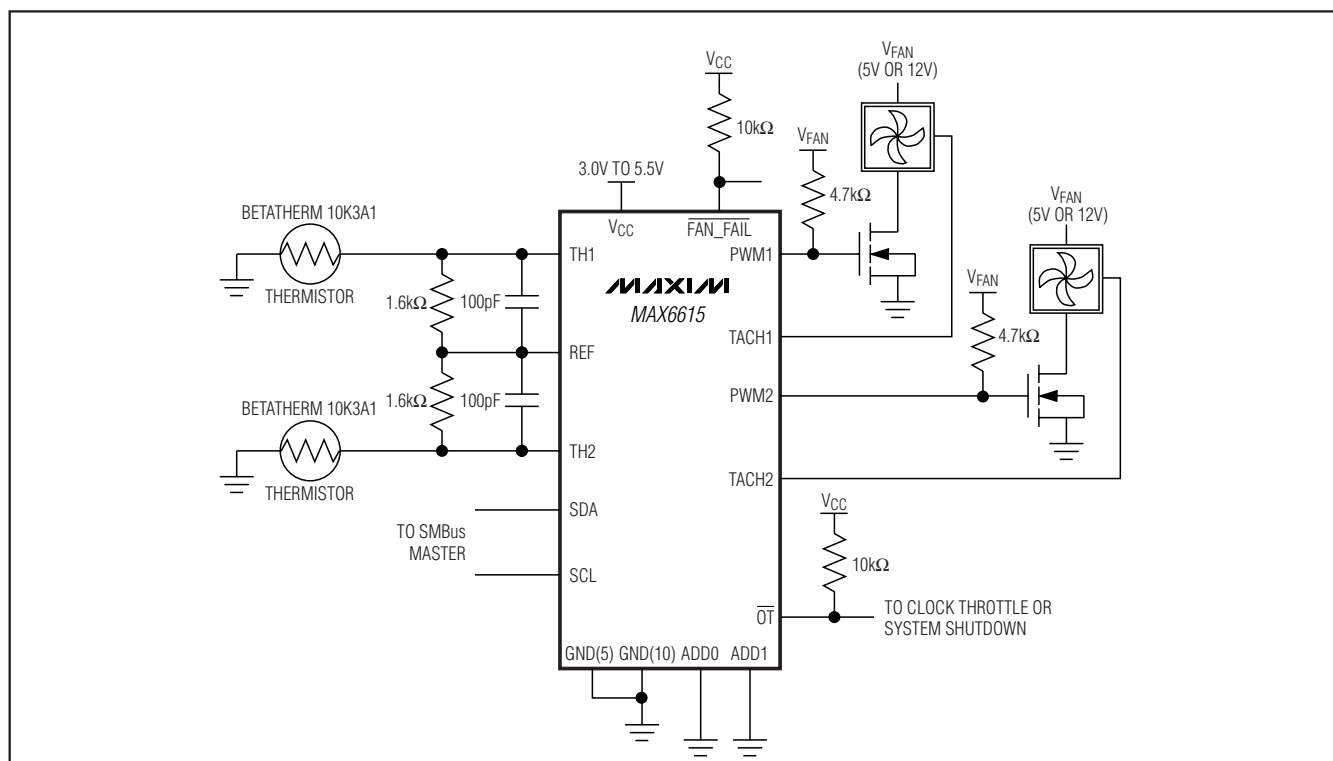 VCC
10kΩ
VFAN
(5V OR 12V)
VFAN
4.7kΩ
3.0V TO 5.5V
VCC
FAN_FAIL
BETATHERM 10K3A1
THERMISTOR
1.6kΩ
100pF
TH1
PWM1
MAXIM
MAX6615
VFAN
(5V OR 12V)
VFAN
4.7kΩ
TACH1
REF
PWM2
BETATHERM 10K3A1
THERMISTOR
1.6kΩ
100pF
TH2
TACH2
SDA
TO SMBus
MASTER
SCL
VCC
10kΩ
OT
TO CLOCK THROTTLE OR
SYSTEM SHUTDOWN
GND(5) GND(10) ADD0 ADD1